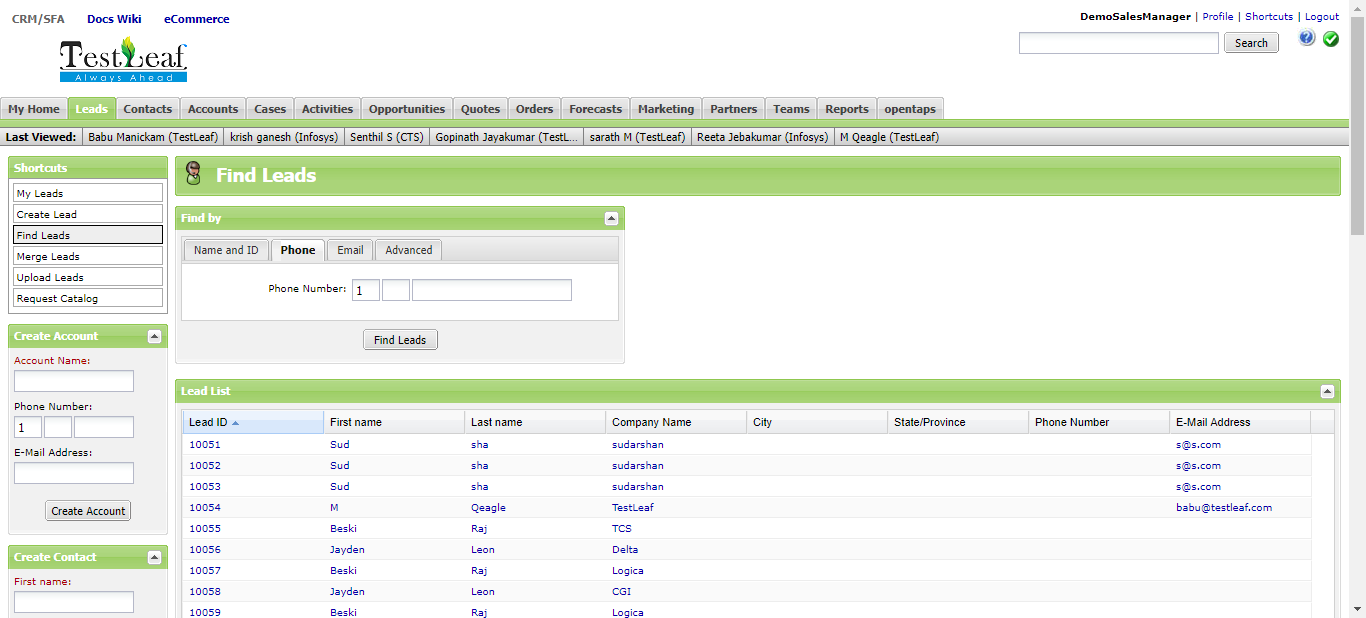 CRM/SFA Docs Wiki eCommerce
DemoSalesManager | Profile | Shortcuts | Logout
TestLeaf
Always Ahead
Search
My Home Leads Contacts Accounts Cases Activities Opportunities Quotes Orders Forecasts Marketing Partners Teams Reports opentaps
Last Viewed: Babu Manickam (TestLeaf) krish ganesh (Infosys) Senthil S (CTS) Gopinath Jayakumar (TestL... sarath M (TestLeaf) Reeta Jebakumar (Infosys) M Qeagle (TestLeaf)
Shortcuts
My Leads
Create Lead
Find Leads
Merge Leads
Upload Leads
Request Catalog
Create Account
Account Name:
Phone Number:
1
E-Mail Address:
Create Account
Create Contact
First name:
Find Leads
Find by
Name and ID Phone Email Advanced
Phone Number: 1
Find Leads
Lead List
Lead ID First name Last name Company Name City State/Province Phone Number E-Mail Address
10051 Sud sha sudarshan s@s.com
10052 Sud sha sudarshan s@s.com
10053 Sud sha sudarshan s@s.com
10054 M Qeagle TestLeaf babu@testleaf.com
10055 Beski Raj TCS
10056 Jayden Leon Delta
10057 Beski Raj Logica
10058 Jayden Leon CGI
10059 Beski Raj Logica